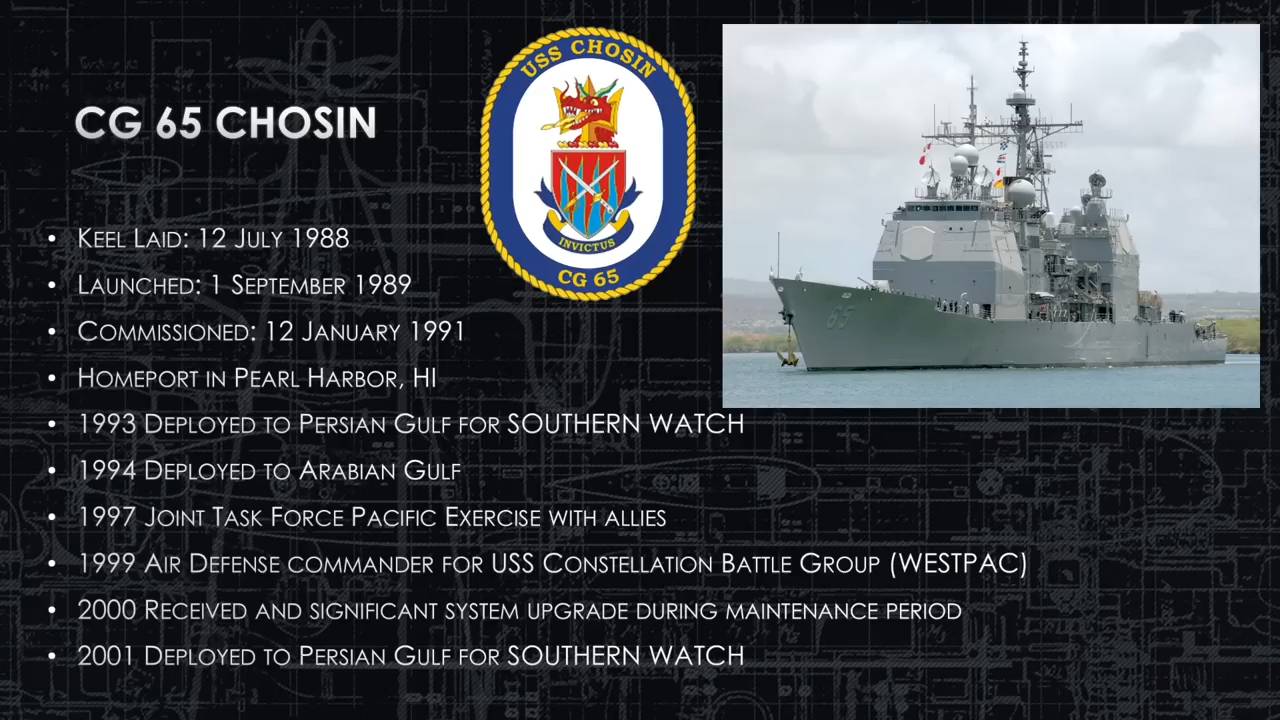 CG 65 CHOSIN
USS CHOSIN
INVICTUS
CG 65
65
• KEEL LAID: 12 JULY 1988
• LAUNCHED: 1 SEPTEMBER 1989
• COMMISSIONED: 12 JANUARY 1991
• HOMEPORT IN PEARL HARBOR, HI
• 1993 DEPLOYED TO PERSIAN GULF FOR SOUTHERN WATCH
• 1994 DEPLOYED TO ARABIAN GULF
• 1997 JOINT TASK FORCE PACIFIC EXERCISE WITH ALLIES
• 1999 AIR DEFENSE COMMANDER FOR USS CONSTELLATION BATTLE GROUP (WESTPAC)
• 2000 RECEIVED AND SIGNIFICANT SYSTEM UPGRADE DURING MAINTENANCE PERIOD
• 2001 DEPLOYED TO PERSIAN GULF FOR SOUTHERN WATCH